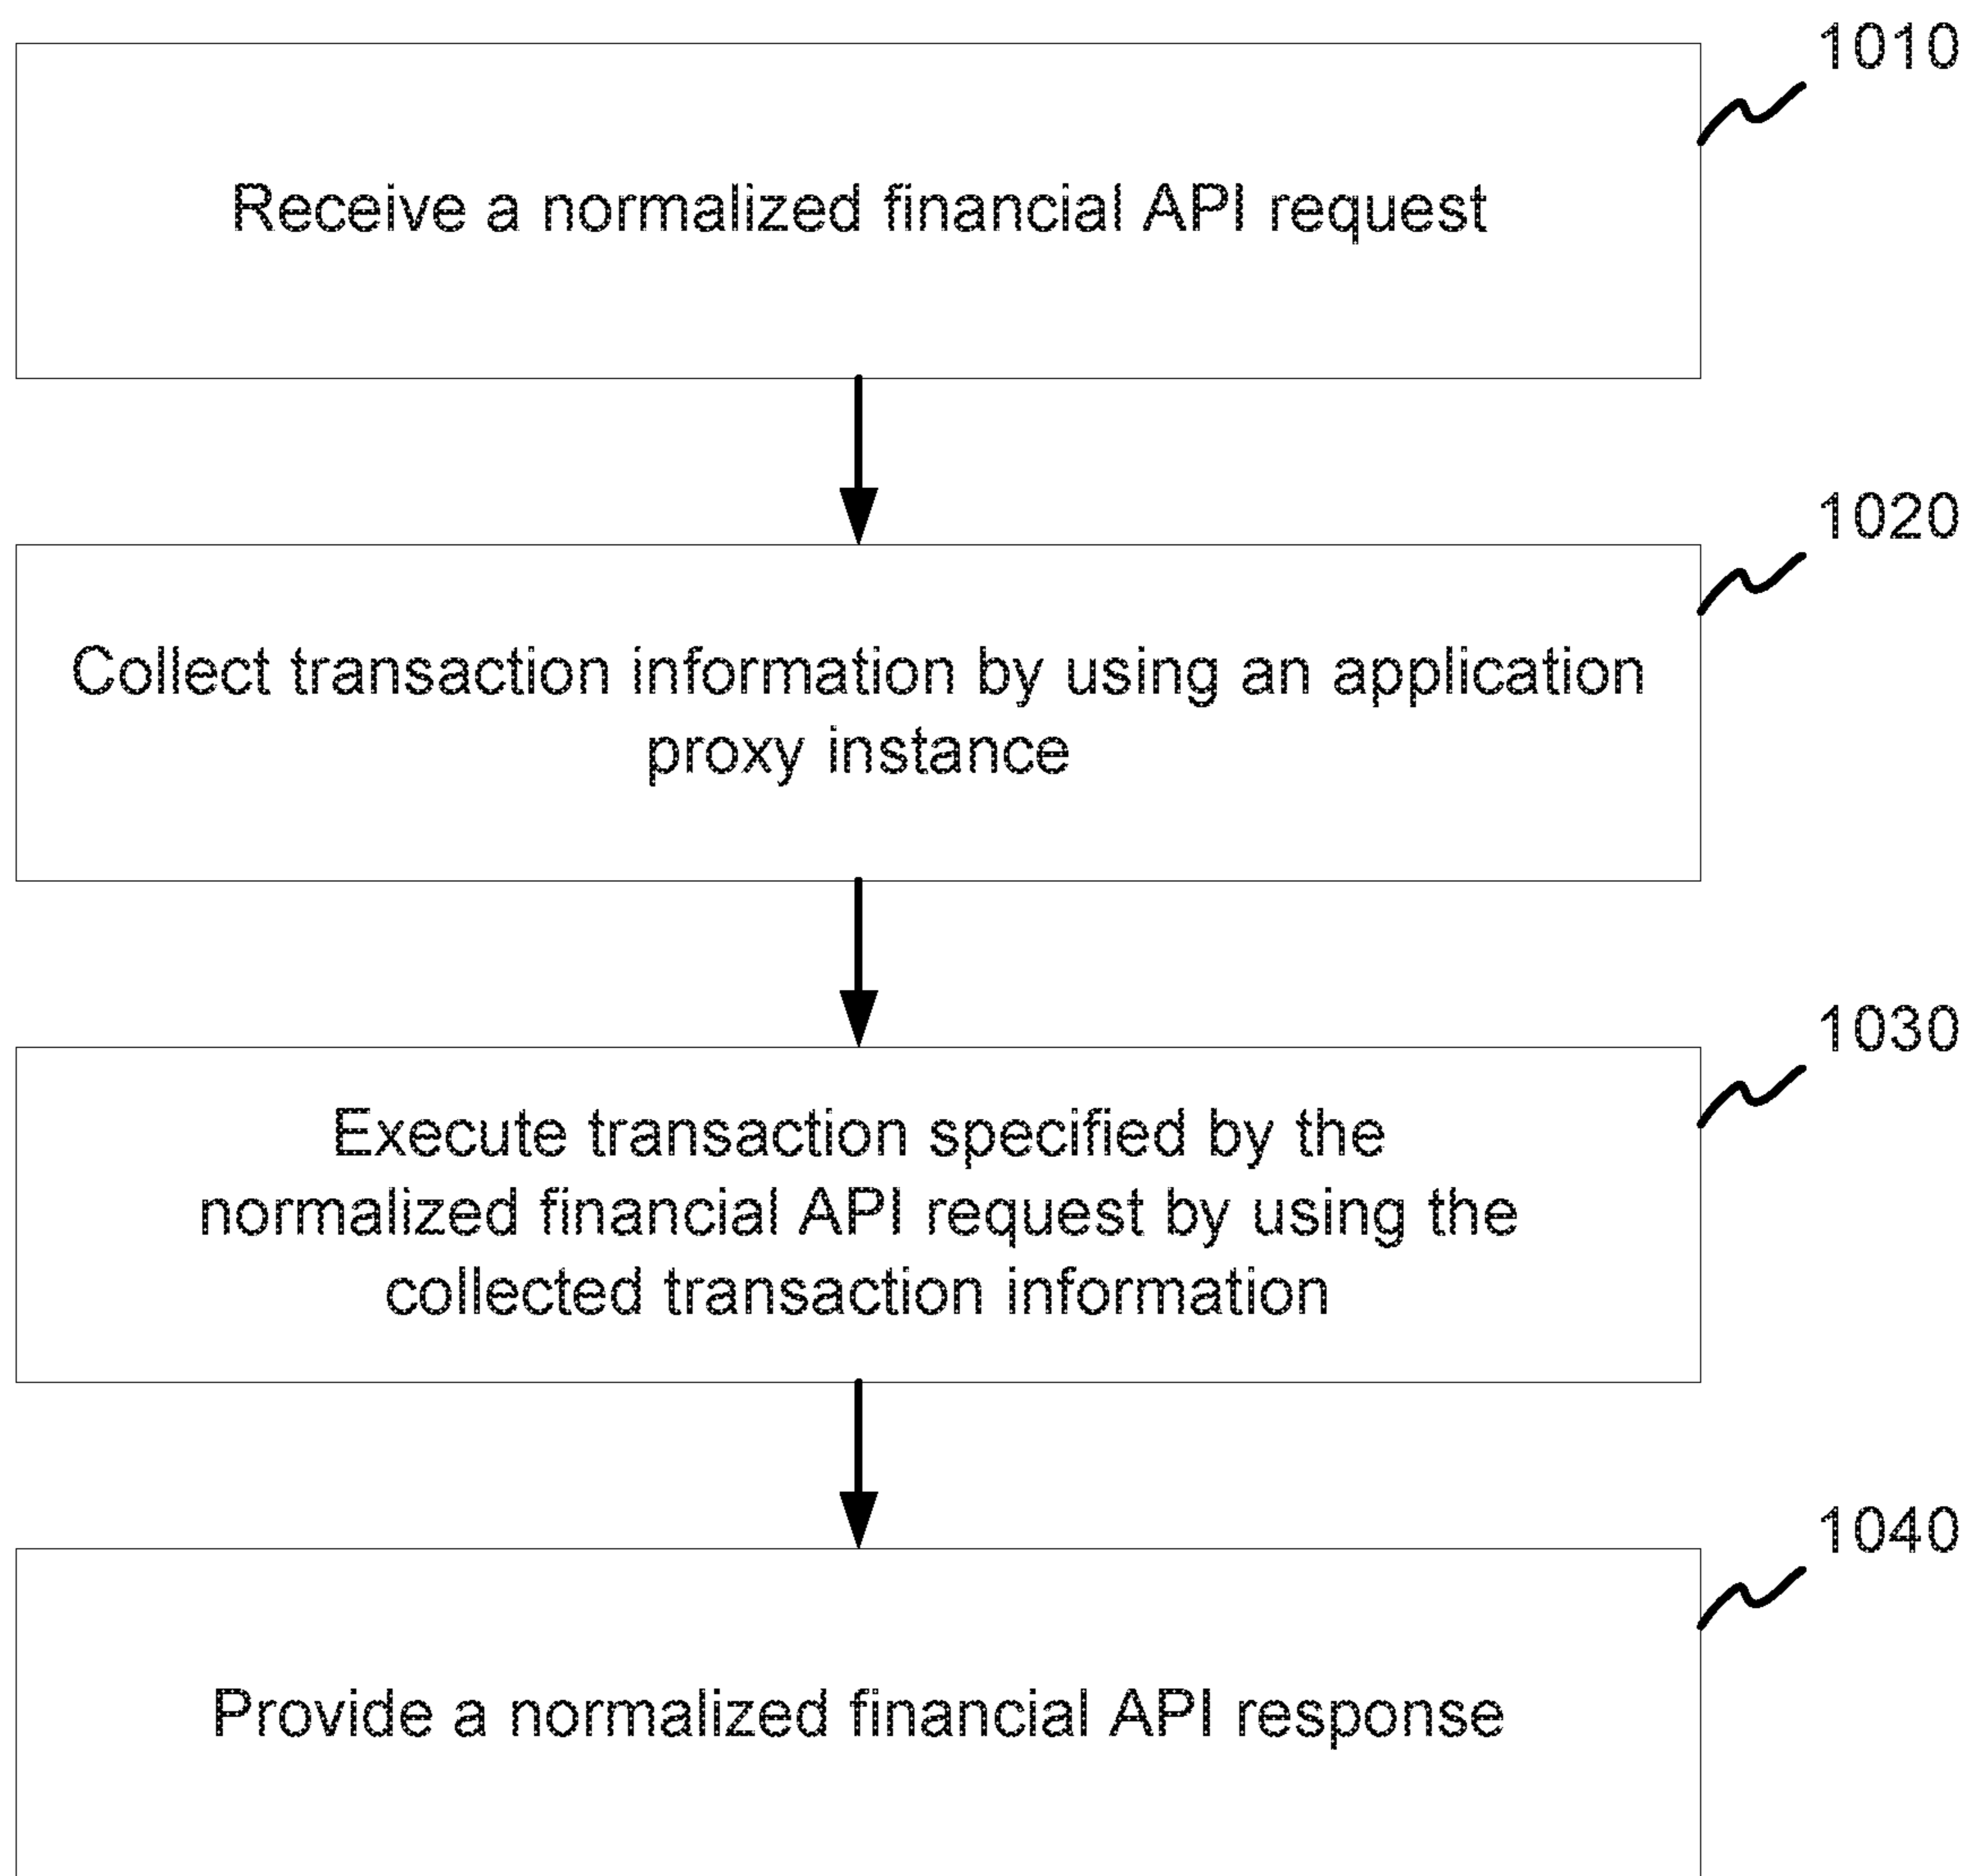 1010
Receive a normalized financial API request
1020
Collect transaction information by using an application
proxy instance
1030
Execute transaction specified by the
normalized financial API request by using the
collected transaction information
1040
Provide a normalized financial API response